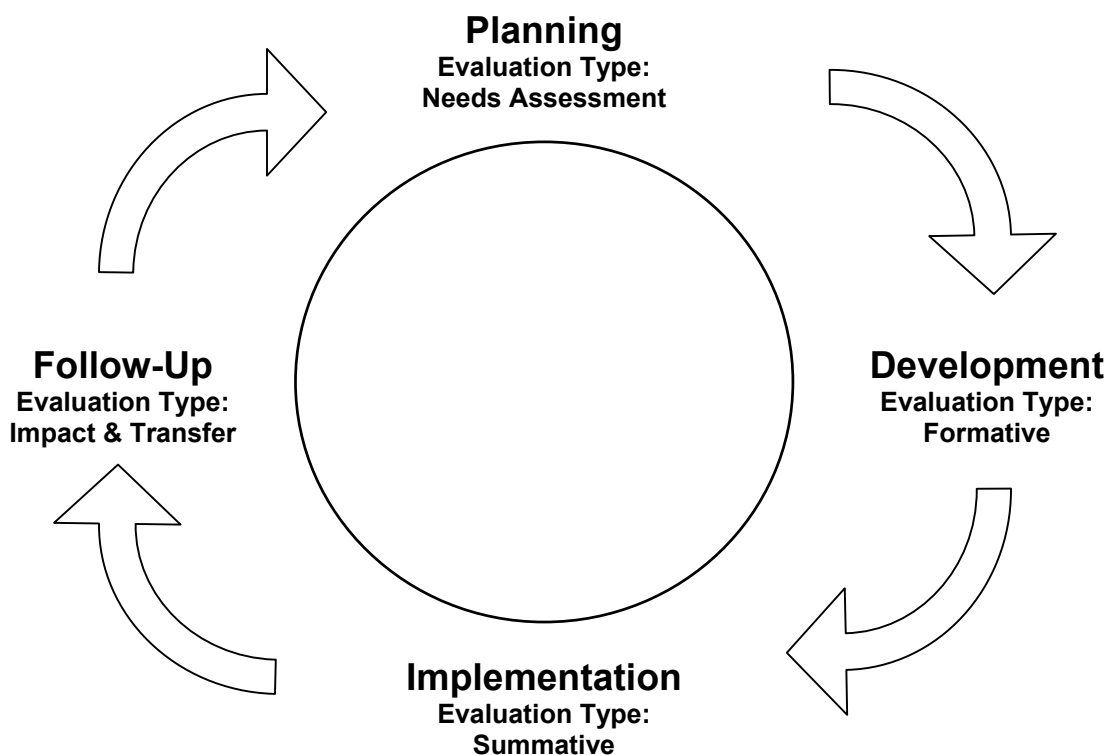 Planning
Evaluation Type:
Needs Assessment
Follow-Up
Evaluation Type:
Impact & Transfer
Development
Evaluation Type:
Formative
Implementation
Evaluation Type:
Summative